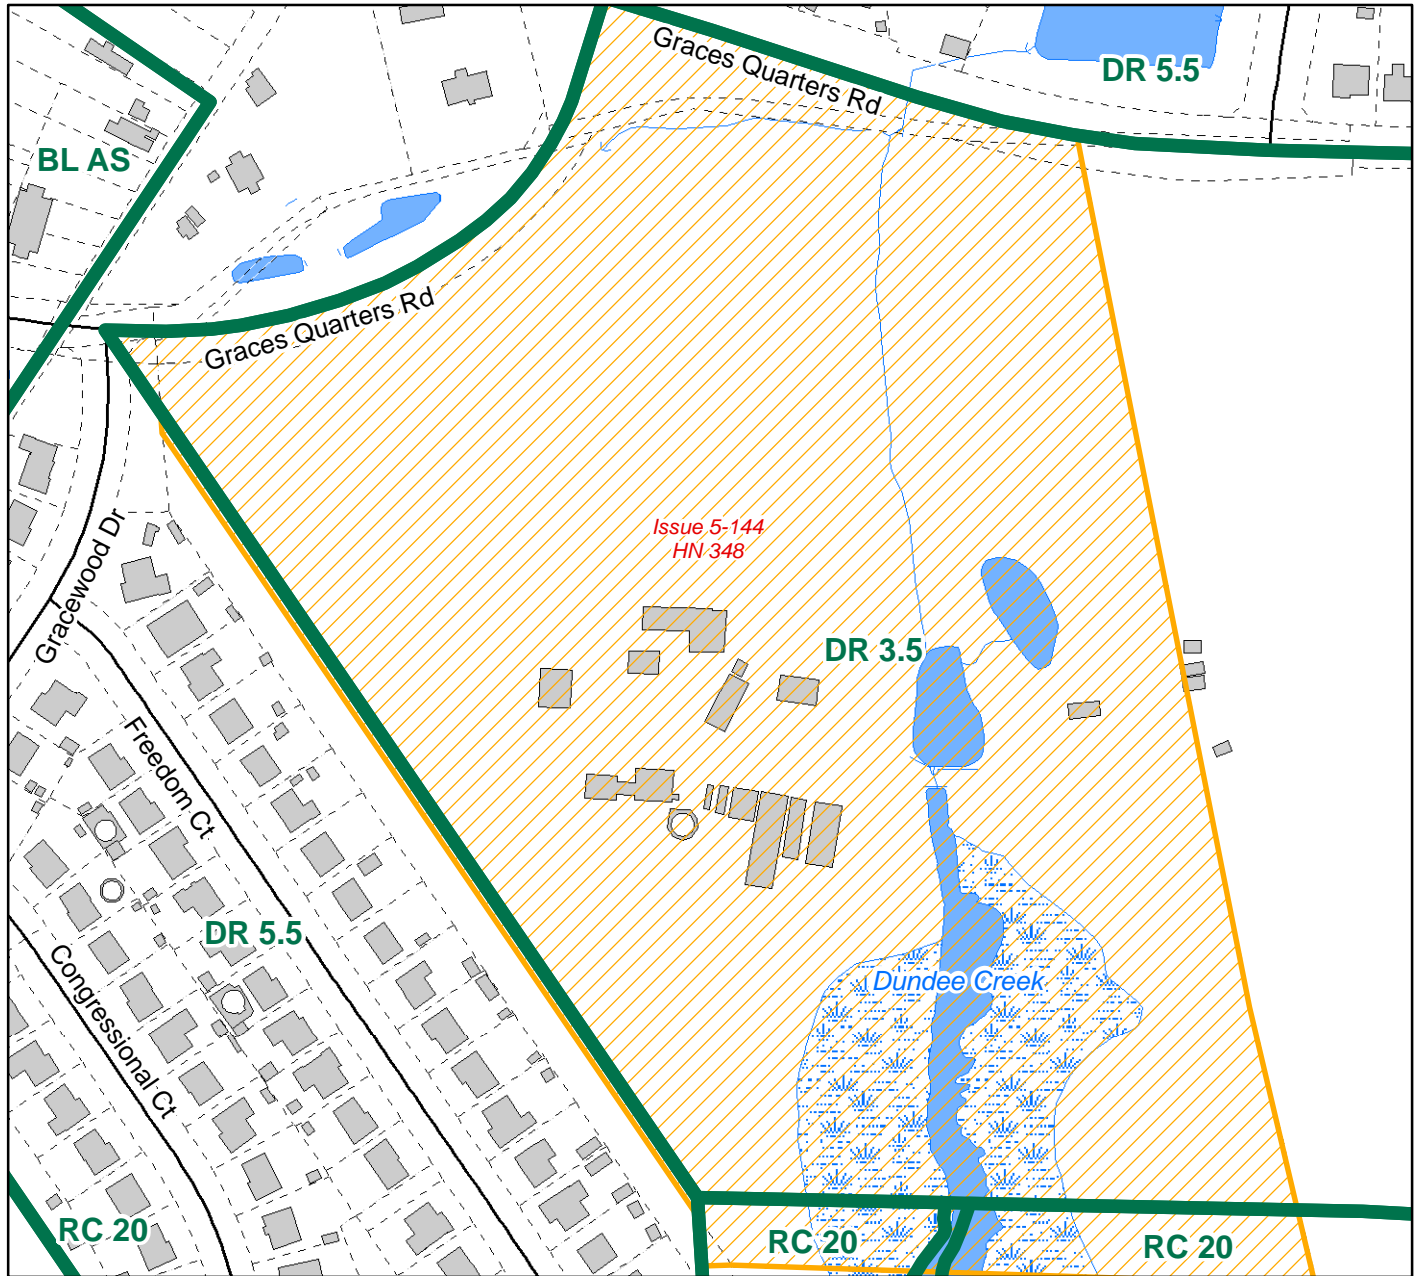 Graces Quarters Rd
DR 5.5
BL AS
Graces Quarters Rd
Issue 5-144
HN 348
Gracewood Dr
DR 3.5
Freedom Ct
DR 5.5
Congressional Ct
Dundee Creek
RC 20
RC 20
RC 20